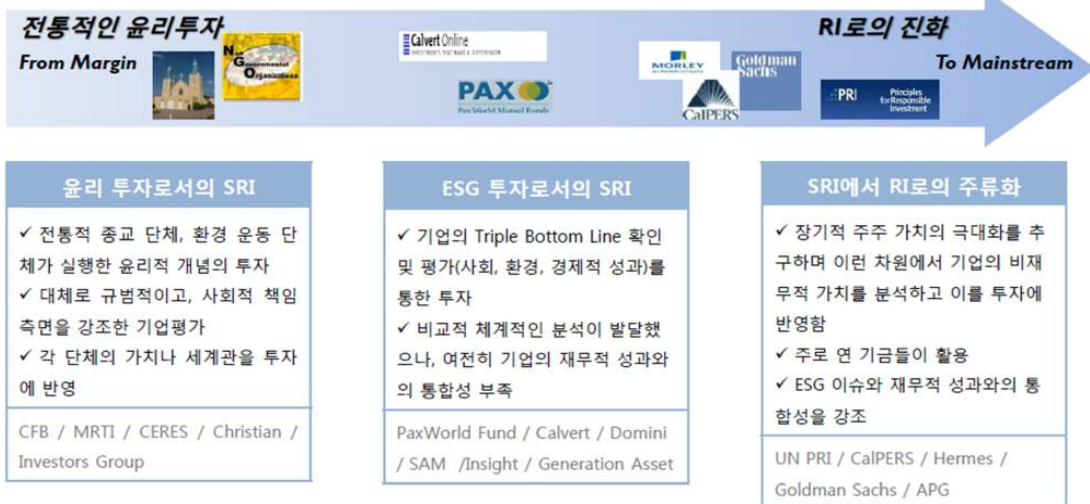 전통적인 윤리투자
From Margin
Non
Governmental
Organizations
Calvert Online
INVESTMENTS THAT MAKE A DIFFERENCE
PAX
Pax World Mutual Funds
MORLEY
CalPERS
Goldman
Sachs
PRI
Principles
for Responsible
Investment
RI로의 진화
To Mainstream
윤리 투자로서의 SRI
✓ 전통적 종교 단체, 환경 운동 단
체가 실행한 윤리적 개념의 투자
✓ 대체로 규범적이고, 사회적 책임
측면을 강조한 기업평가
✓ 각 단체의 가치나 세계관을 투자
에 반영
CFB / MRTI / CERES / Christian /
Investors Group
ESG 투자로서의 SRI
✓ 기업의 Triple Bottom Line 확인
및 평가(사회, 환경, 경제적 성과)를
통한 투자
✓ 비교적 체계적인 분석이 발달했
으나, 여전히 기업의 재무적 성과와
의 통합성 부족
PaxWorld Fund / Calvert / Domini
/ SAM /Insight / Generation Asset
SRI에서 RI로의 주류화
✓ 장기적 주주 가치의 극대화를 추
구하며 이런 차원에서 기업의 비재
무적 가치를 분석하고 이를 투자에
반영함
✓ 주로 연 기금들이 활용
✓ ESG 이슈와 재무적 성과와의 통
합성을 강조
UN PRI / CalPERS / Hermes /
Goldman Sachs / APG